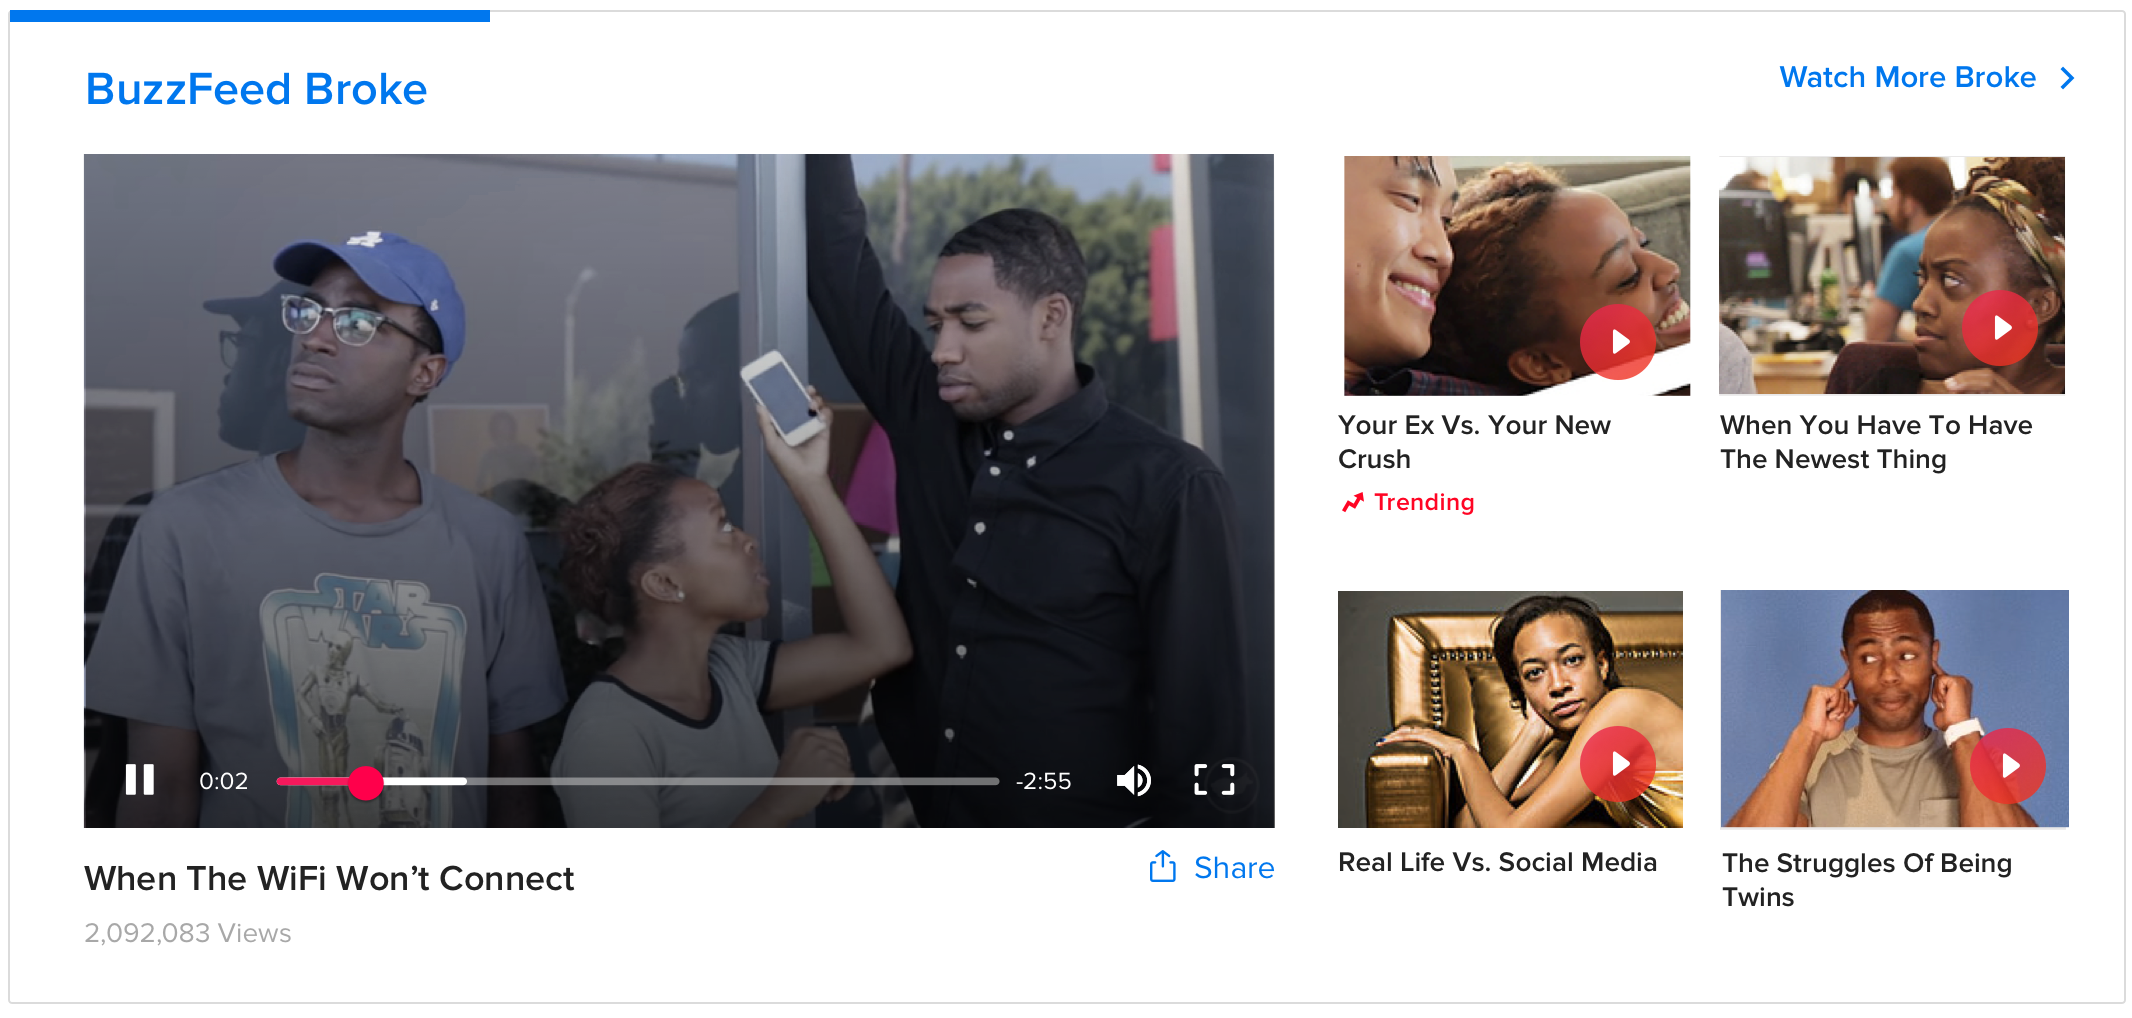 BuzzFeed Broke
Watch More Broke
STAR
WARS
0:02
-2:55
When The WiFi Won’t Connect
Share
2,092,083 Views
Your Ex Vs. Your New
Crush
Trending
When You Have To Have
The Newest Thing
Real Life Vs. Social Media
The Struggles Of Being
Twins